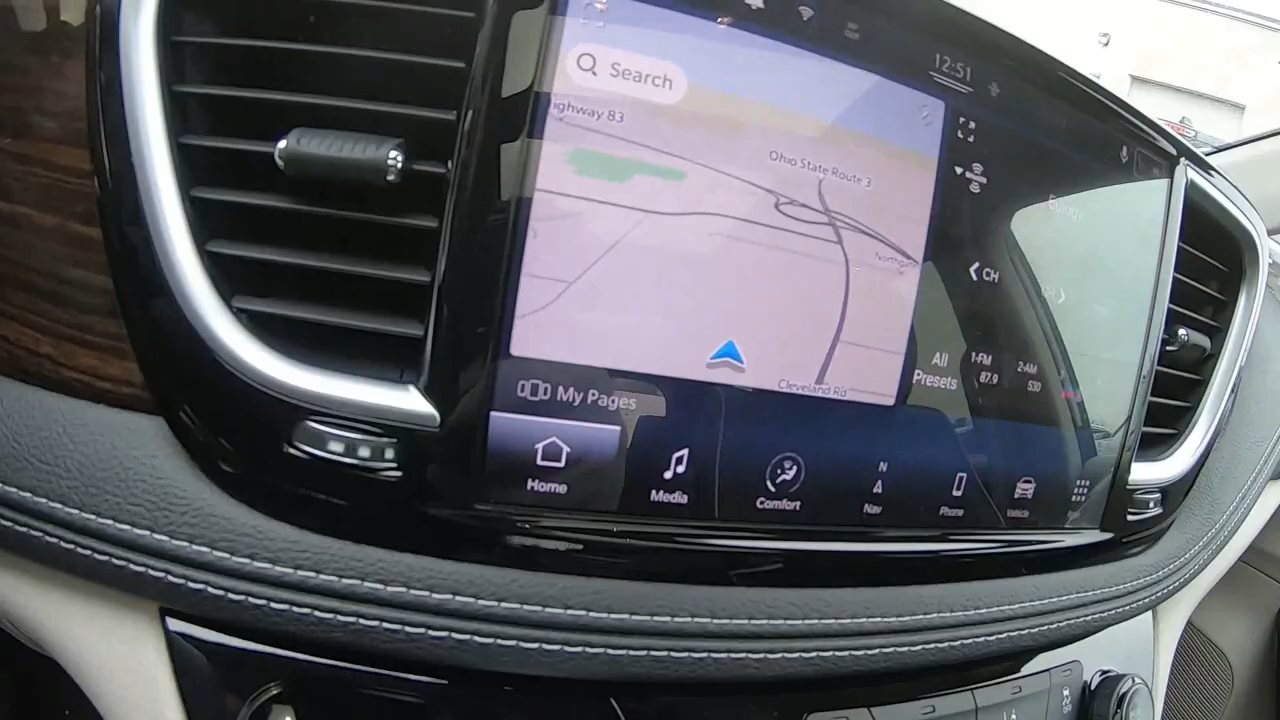 12:51
Search
ighway 83
Ohio State Route 3
Northgate
CH
All
Presets
1-FM
87.9
2-AM
530
Cleveland Rd
My Pages
Home
Media
Comfort
N
Nav
Phone
Vehicle